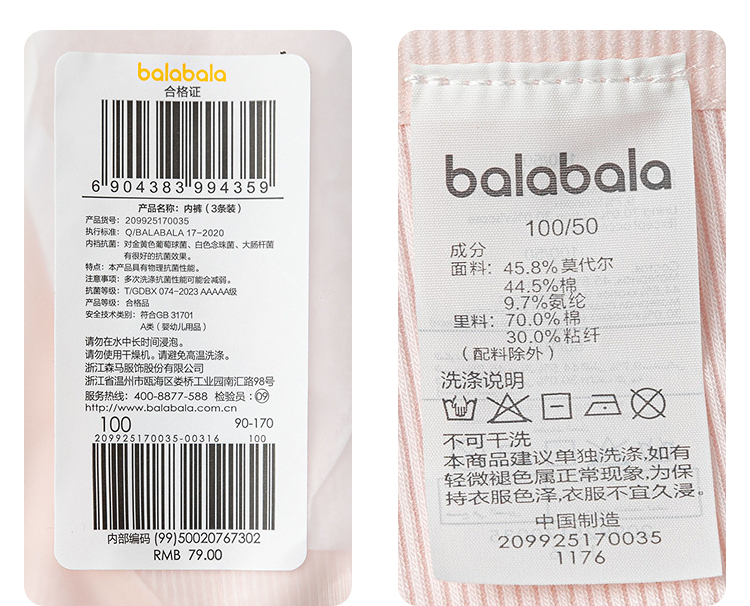 balabala
合格证
6 904383 994359
产品名称：内裤（3条装）
产品货号：209925170035
执行标准：Q/BALABALA 17-2020
内裆抗菌：对金黄色葡萄球菌、白色念珠菌、大肠杆菌
有很好的抗菌效果。
特点：本产品具有物理抗菌性能。
注意事项：多次洗涤抗菌性能可能会减弱。
抗菌等级：T/GDBX 074-2023 AAAAA级
产品等级：合格品
安全技术类别：符合GB 31701
A类（婴幼儿用品）
请勿在水中长时间浸泡。
请勿使用干燥机。请避免高温洗涤。
浙江森马服饰股份有限公司
浙江省温州市瓯海区娄桥工业园南汇路98号
服务热线：400-8877-588 检验员：09
http://www.balabala.com.cn
100 90-170
209925170035-00316 100
内部编码 (99)50020767302
RMB 79.00
balabala
100/50
成分
面料：45.8%莫代尔
44.5%棉
9.7%氨纶
里料：70.0%棉
30.0%粘纤
（配料除外）
洗涤说明
不可干洗
本商品建议单独洗涤,如有
轻微褪色属正常现象,为保
持衣服色泽,衣服不宜久浸。
中国制造
209925170035
1176